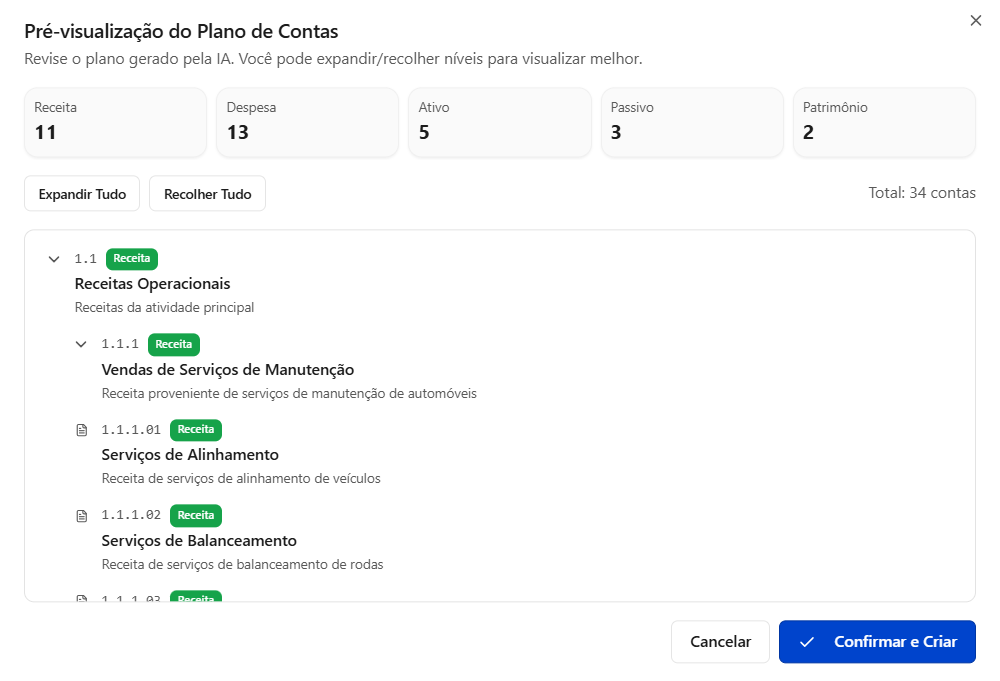 Pré-visualização do Plano de Contas
Revise o plano gerado pela IA. Você pode expandir/recolher níveis para visualizar melhor.
Receita
11
Despesa
13
Ativo
5
Passivo
3
Patrimônio
2
Expandir Tudo
Recolher Tudo
Total: 34 contas
1.1 Receita
Receitas Operacionais
Receitas da atividade principal
1.1.1 Receita
Vendas de Serviços de Manutenção
Receita proveniente de serviços de manutenção de automóveis
1.1.1.01 Receita
Serviços de Alinhamento
Receita de serviços de alinhamento de veículos
1.1.1.02 Receita
Serviços de Balanceamento
Receita de serviços de balanceamento de rodas
1.1.1.03 Receita
Cancelar
Confirmar e Criar